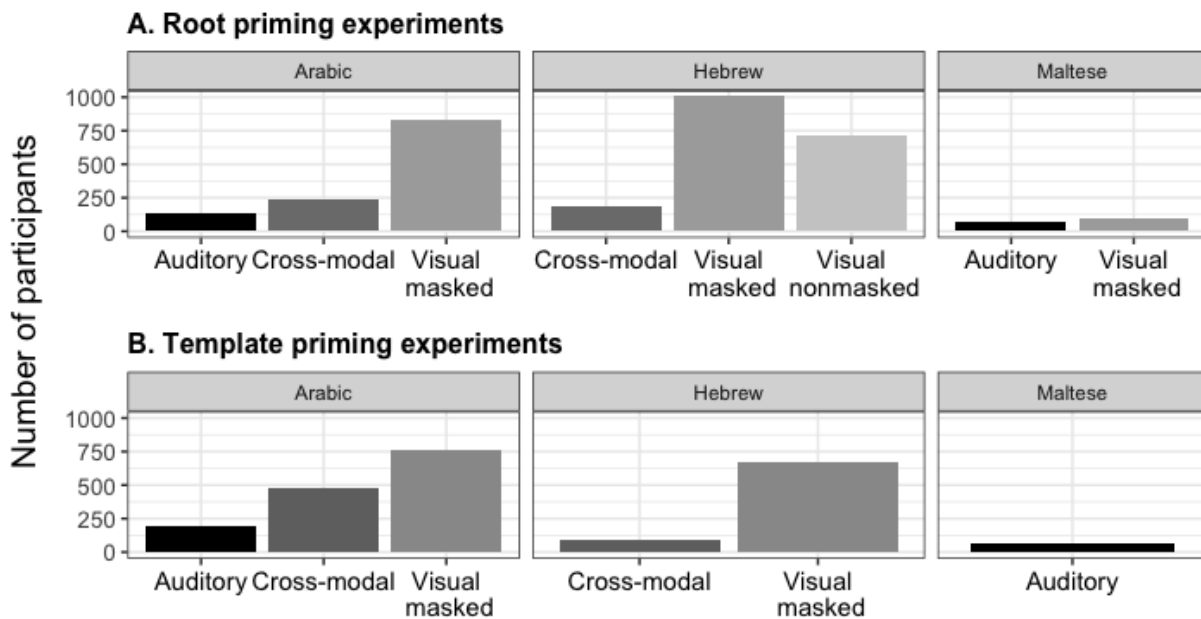 A. Root priming experiments
Arabic
Hebrew
Maltese
1000
750
500
250
0
Auditory
Cross-modal
Visual
masked
Cross-modal
Visual
masked
Visual
nonmasked
Auditory
Visual
masked
Number of participants
B. Template priming experiments
Arabic
Hebrew
Maltese
1000
750
500
250
0
Auditory
Cross-modal
Visual
masked
Cross-modal
Visual
masked
Auditory